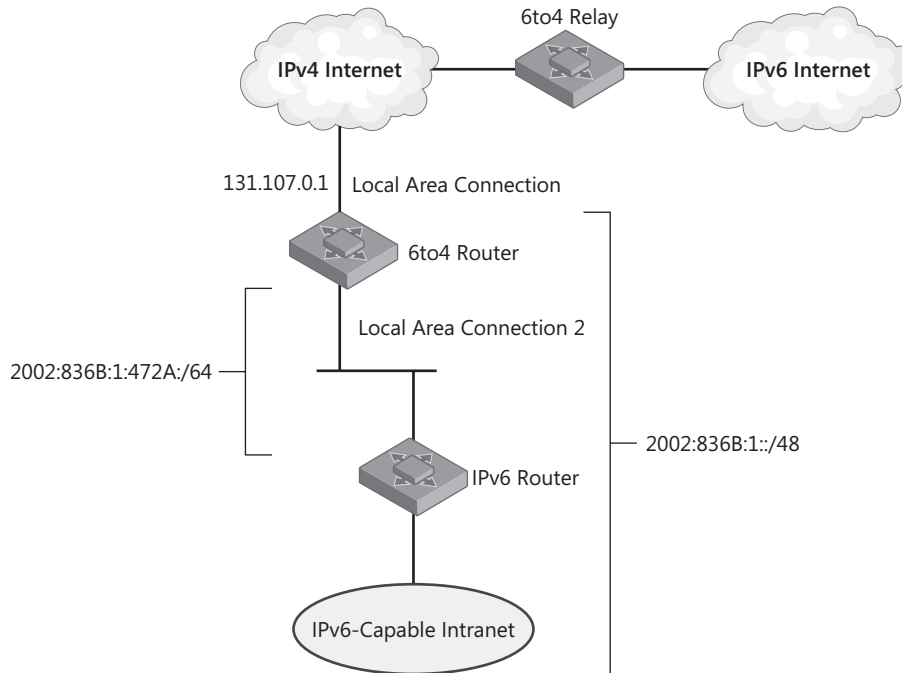 6to4 Relay
IPv4 Internet
IPv6 Internet
131.107.0.1
Local Area Connection
6to4 Router
Local Area Connection 2
2002:836B:1:472A:/64
2002:836B:1::/48
IPv6 Router
IPv6-Capable Intranet